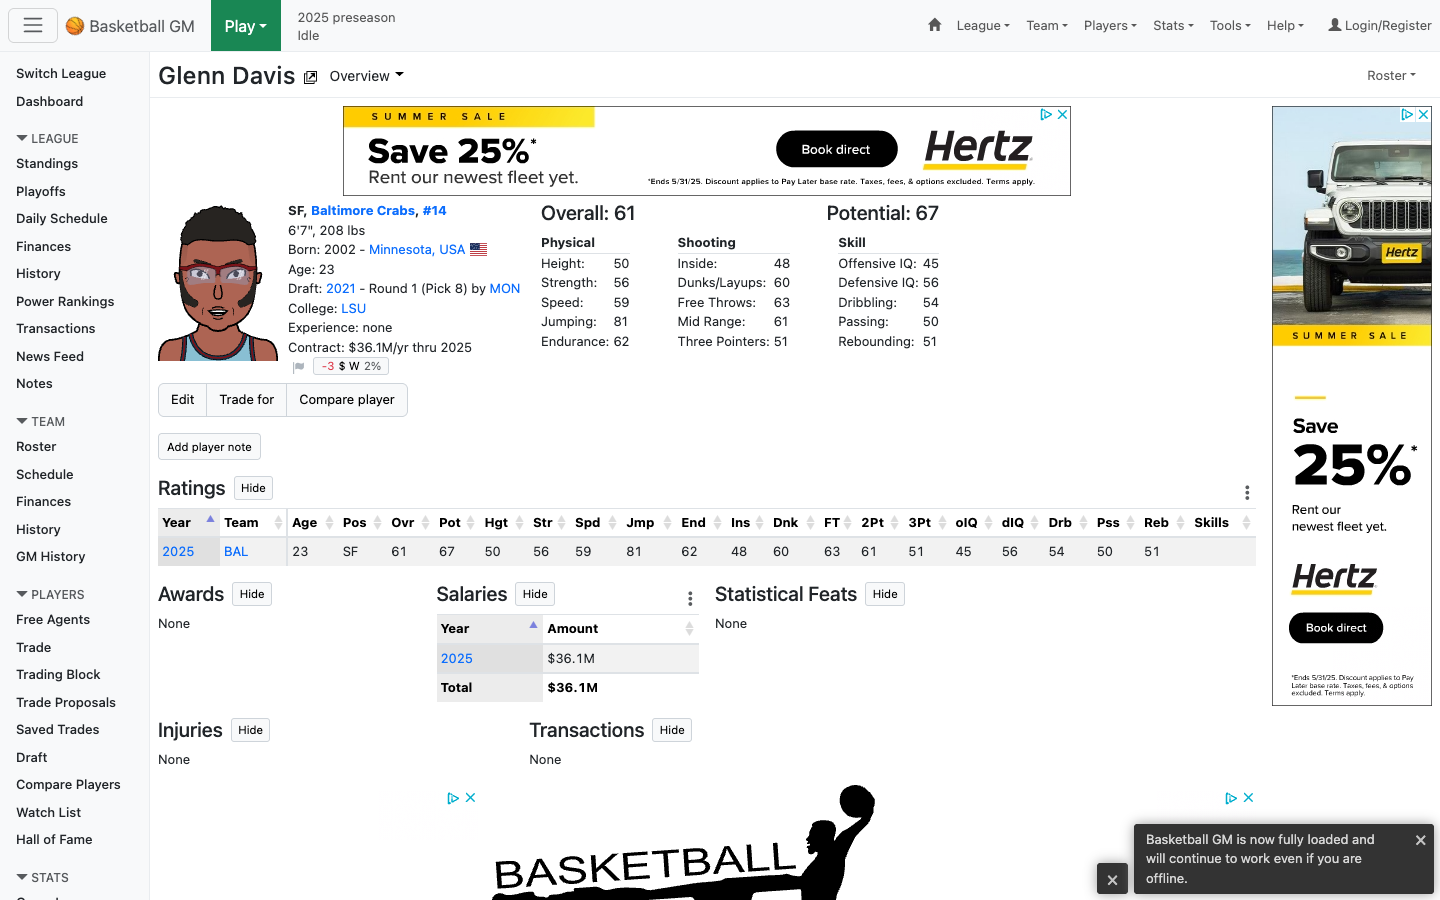 Basketball GM
Play
2025 preseason
Idle
League
Team
Players
Stats
Tools
Help
Login/Register
Switch League
Dashboard
LEAGUE
Standings
Playoffs
Daily Schedule
Finances
History
Power Rankings
Transactions
News Feed
Notes
TEAM
Roster
Schedule
Finances
History
GM History
PLAYERS
Free Agents
Trade
Trading Block
Trade Proposals
Saved Trades
Draft
Compare Players
Watch List
Hall of Fame
STATS
Glenn Davis
Overview
Roster
SUMMER SALE
Save 25%*
Rent our newest fleet yet.
Book direct
Hertz
*Ends 5/31/25. Discount applies to Pay Later base rate. Taxes, fees, & options excluded. Terms apply.
SF, Baltimore Crabs, #14
6'7", 208 lbs
Born: 2002 - Minnesota, USA
Age: 23
Draft: 2021 - Round 1 (Pick 8) by MON
College: LSU
Experience: none
Contract: $36.1M/yr thru 2025
-3 $ W 2%
Overall: 61
Potential: 67
Physical
Height: 50
Strength: 56
Speed: 59
Jumping: 81
Endurance: 62
Shooting
Inside: 48
Dunks/Layups: 60
Free Throws: 63
Mid Range: 61
Three Pointers: 51
Skill
Offensive IQ: 45
Defensive IQ: 56
Dribbling: 54
Passing: 50
Rebounding: 51
Edit
Trade for
Compare player
Add player note
Ratings Hide
Year Team Age Pos Ovr Pot Hgt Str Spd Jmp End Ins Dnk FT 2Pt 3Pt oIQ dIQ Drb Pss Reb Skills
2025 BAL 23 SF 61 67 50 56 59 81 62 48 60 63 61 51 45 56 54 50 51
Awards Hide
None
Salaries Hide
Year Amount
2025 $36.1M
Total $36.1M
Statistical Feats Hide
None
Injuries Hide
None
Transactions Hide
None
BASKETBALL
Hertz
SUMMER SALE
Save
25%*
Rent our
newest fleet yet.
Hertz
Book direct
*Ends 5/31/25. Discount applies to Pay
Later base rate. Taxes, fees, & options
excluded. Terms apply.
Basketball GM is now fully loaded and
will continue to work even if you are
offline.